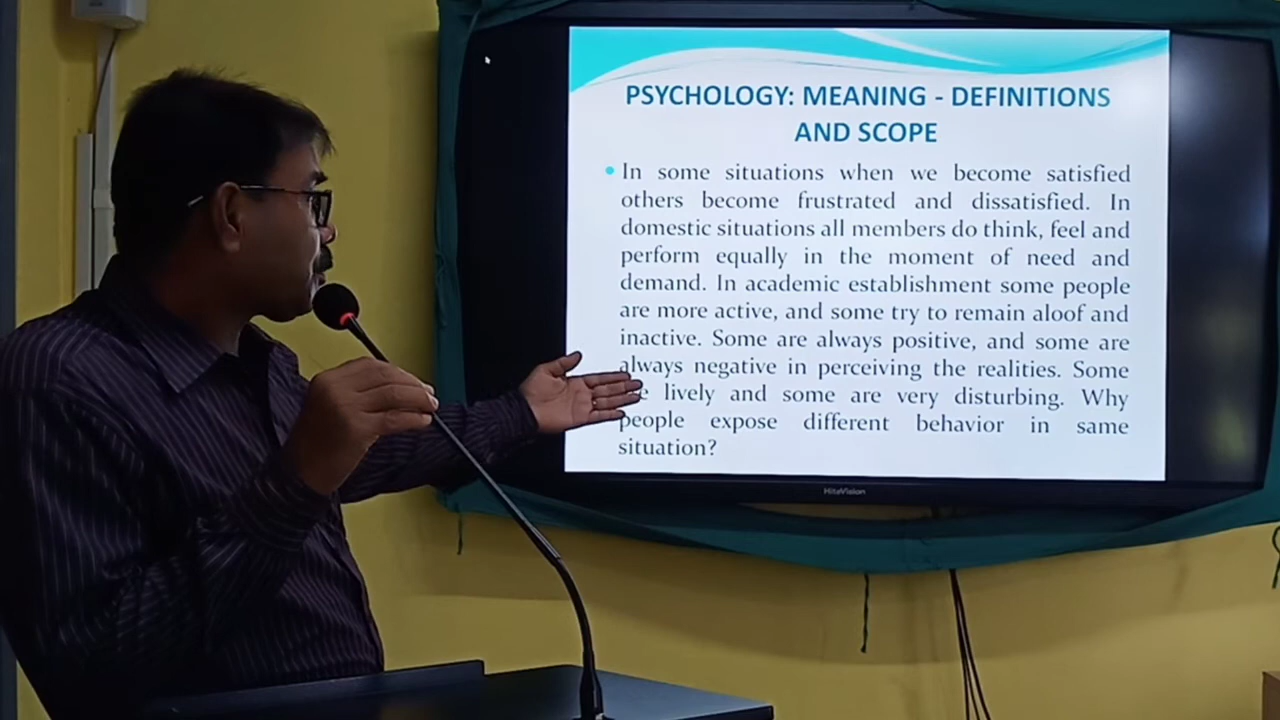 PSYCHOLOGY: MEANING - DEFINITIONS
AND SCOPE
• In some situations when we become satisfied
others become frustrated and dissatisfied. In
domestic situations all members do think, feel and
perform equally in the moment of need and
demand. In academic establishment some people
are more active, and some try to remain aloof and
inactive. Some are always positive, and some are
always negative in perceiving the realities. Some
lively and some are very disturbing. Why
people expose different behavior in same
situation?
HiteVision